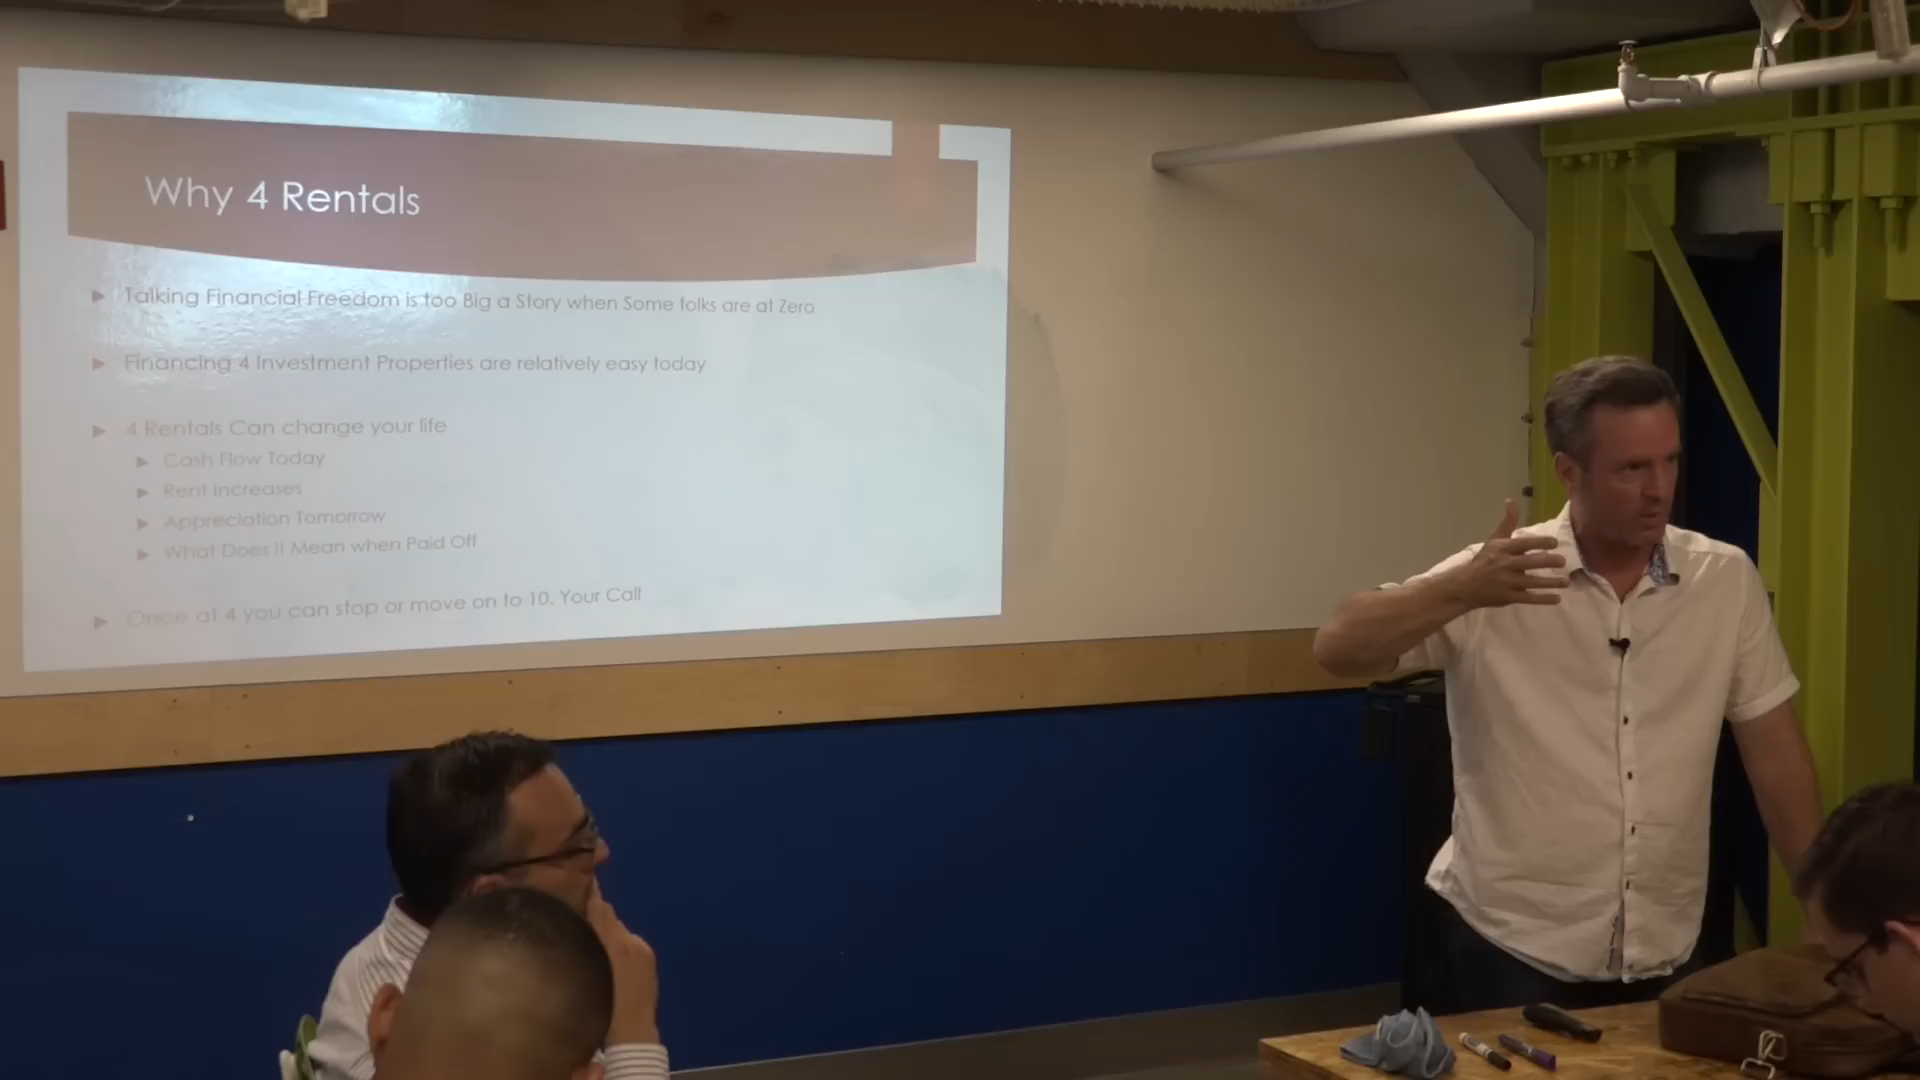 Why 4 Rentals
Talking Financial Freedom is too Big a Story when Some folks are at Zero
Financing 4 Investment Properties are relatively easy today
4 Rentals Can change your life
Cash Flow Today
Rent Increases
Appreciation Tomorrow
What Does it Mean when Paid Off
Once at 4 you can stop or move on to 10. Your Call